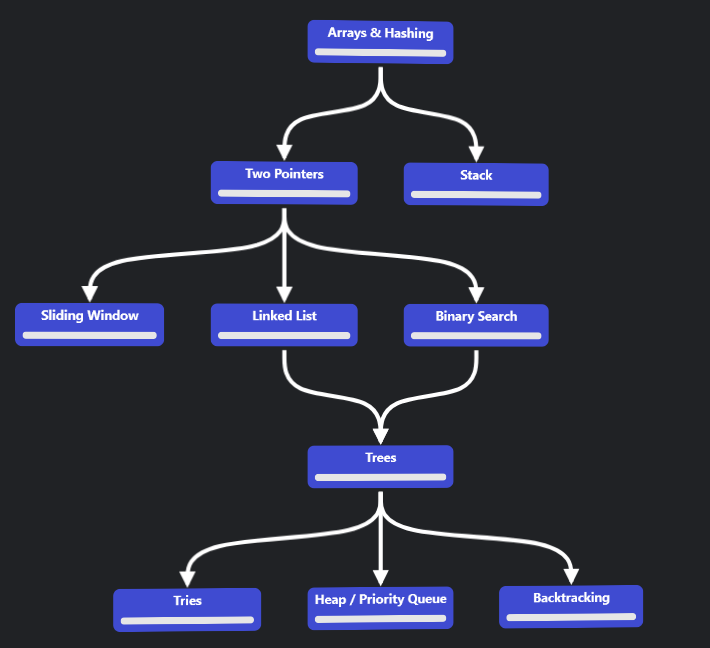 Arrays & Hashing
Two Pointers
Stack
Sliding Window
Linked List
Binary Search
Trees
Tries
Heap / Priority Queue
Backtracking